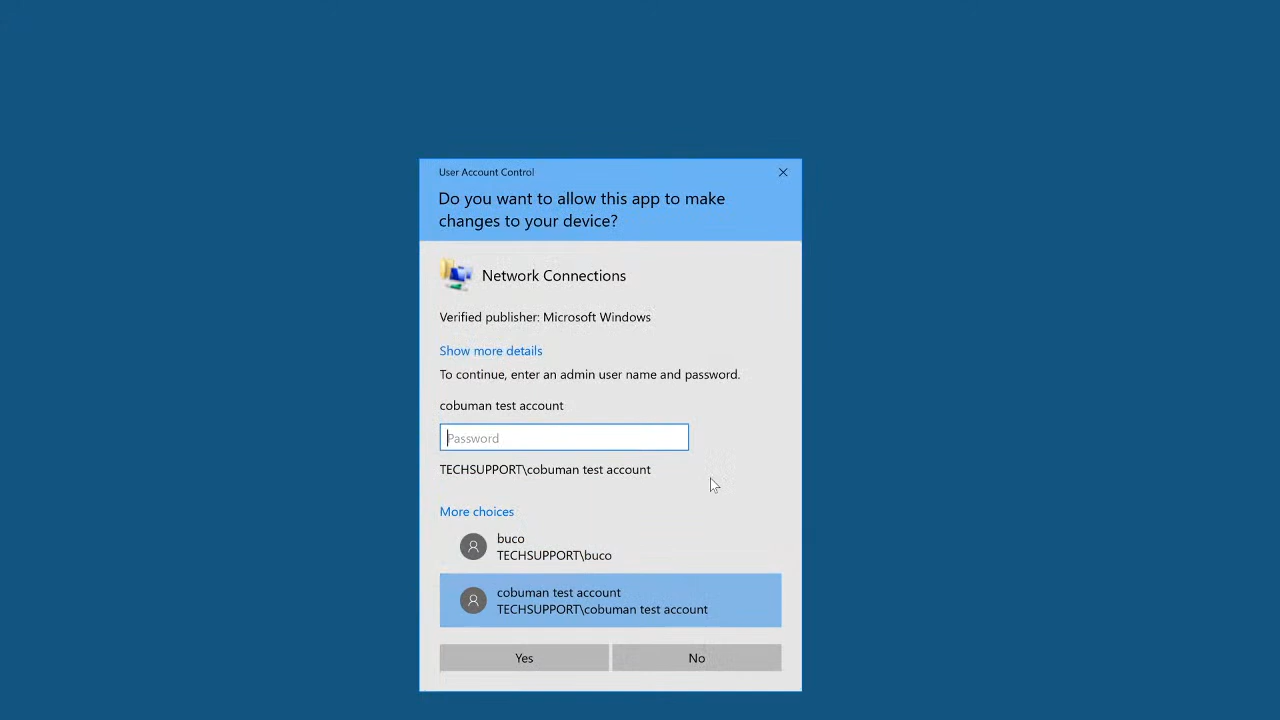 User Account Control
Do you want to allow this app to make
changes to your device?
Network Connections
Verified publisher: Microsoft Windows
Show more details
To continue, enter an admin user name and password.
cobuman test account
Password
TECHSUPPORT\cobuman test account
More choices
buco
TECHSUPPORT\buco
cobuman test account
TECHSUPPORT\cobuman test account
Yes
No